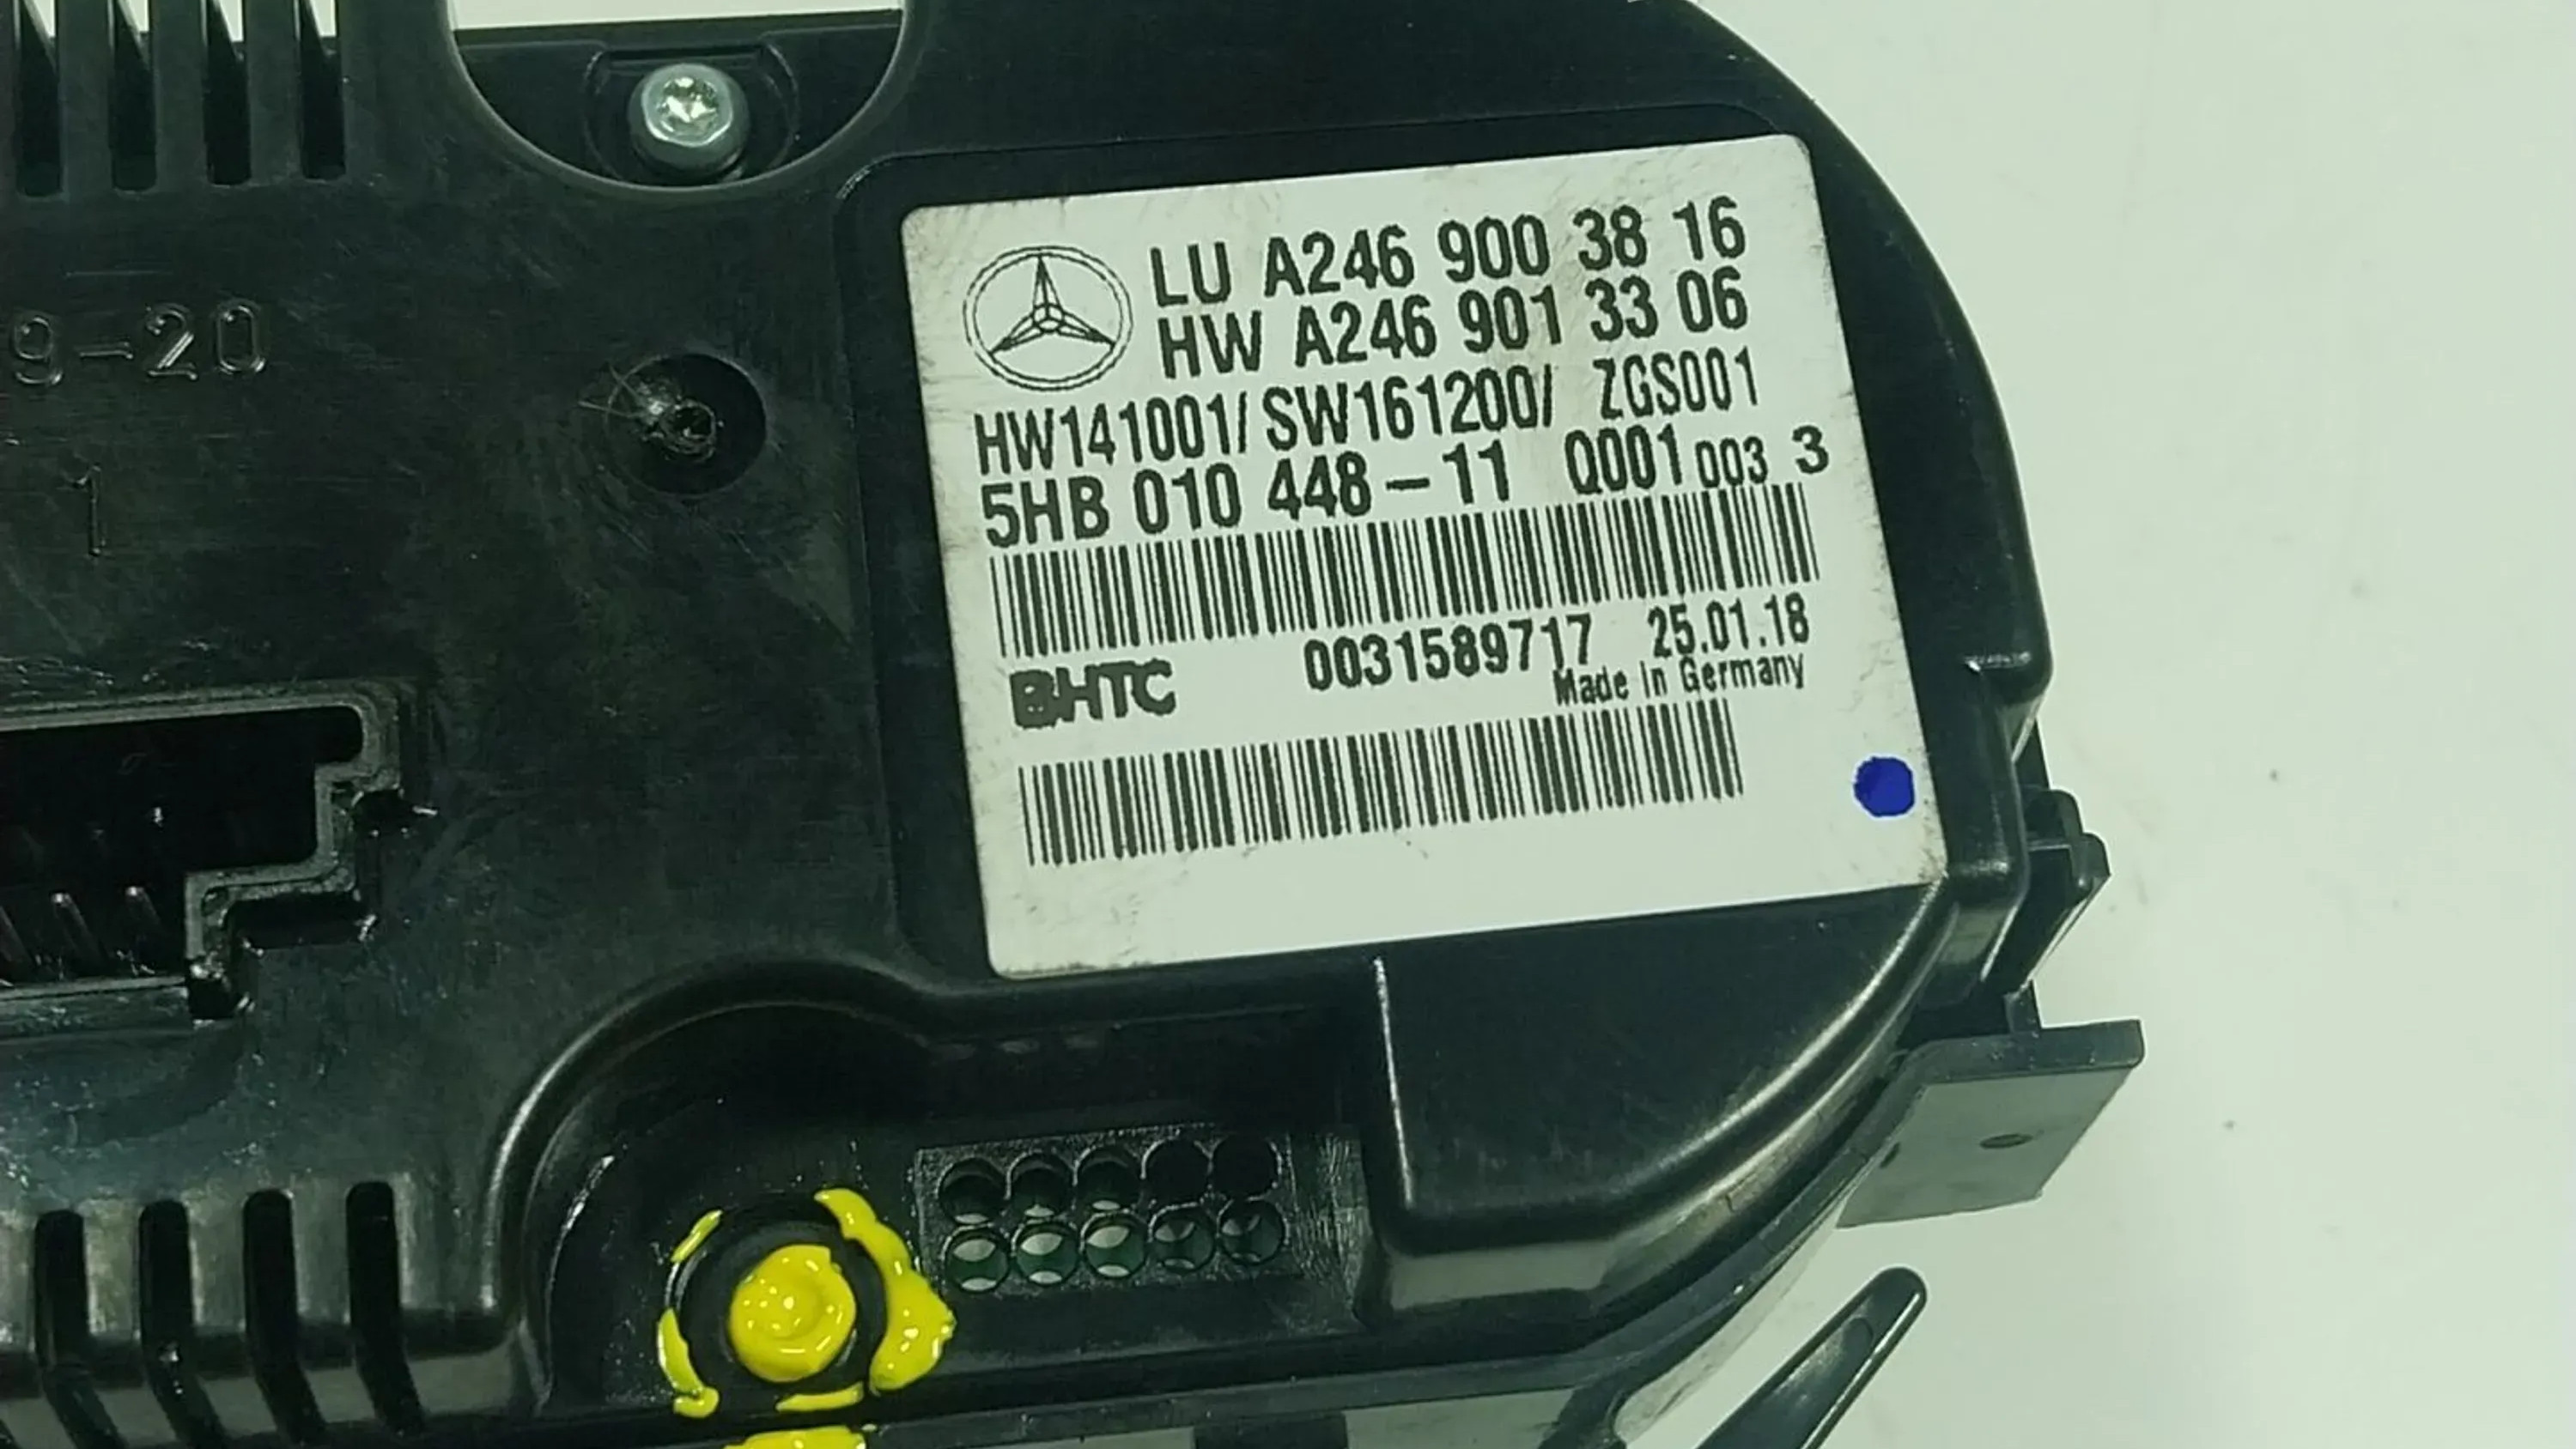 LU A246 900 38 16
HW A246 901 33 06
HW141001/ SW161200/ ZGS001
5HB 010 448-11 Q001 003 3
BHTC 0031589717 25.01.18
Made in Germany
9-20
1